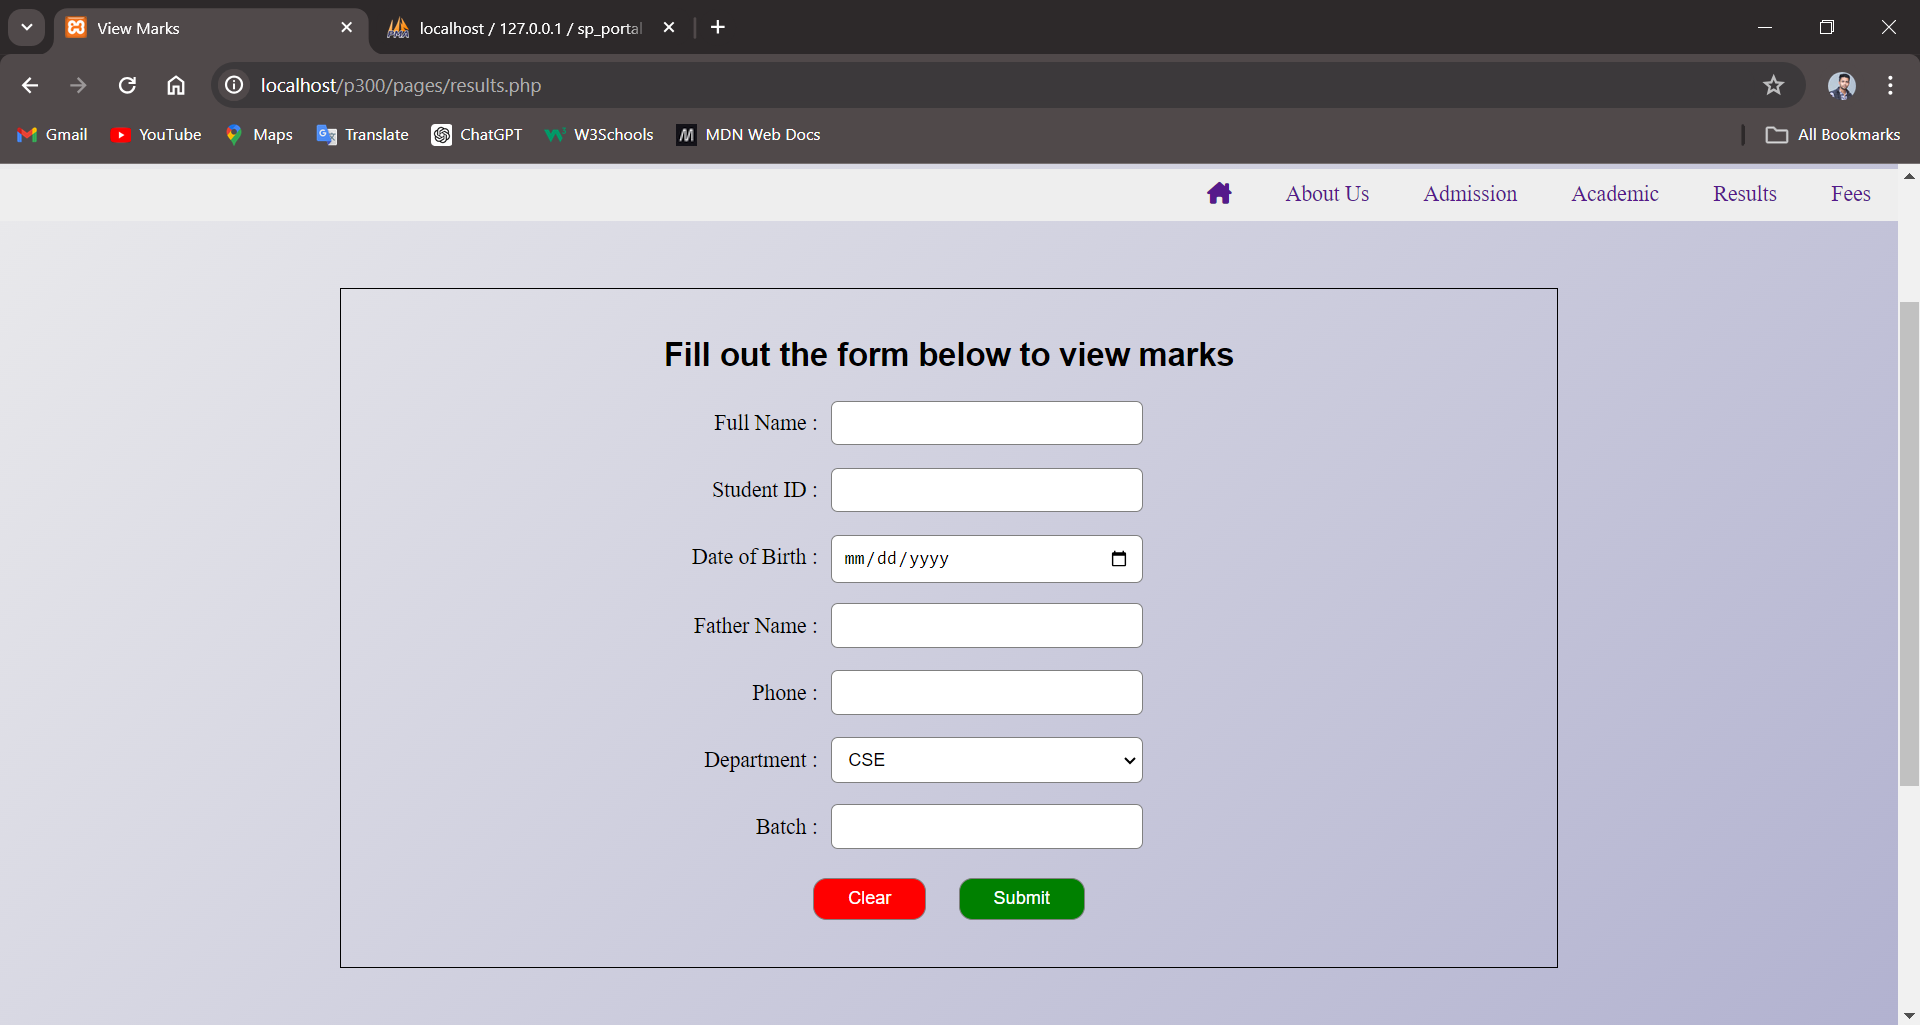 View Marks
localhost / 127.0.0.1 / sp_portal
localhost/p300/pages/results.php
Gmail YouTube Maps Translate ChatGPT W3Schools MDN Web Docs All Bookmarks
About Us Admission Academic Results Fees
Fill out the form below to view marks
Full Name :
Student ID :
Date of Birth : mm/dd/yyyy
Father Name :
Phone :
Department : CSE
Batch :
Clear Submit